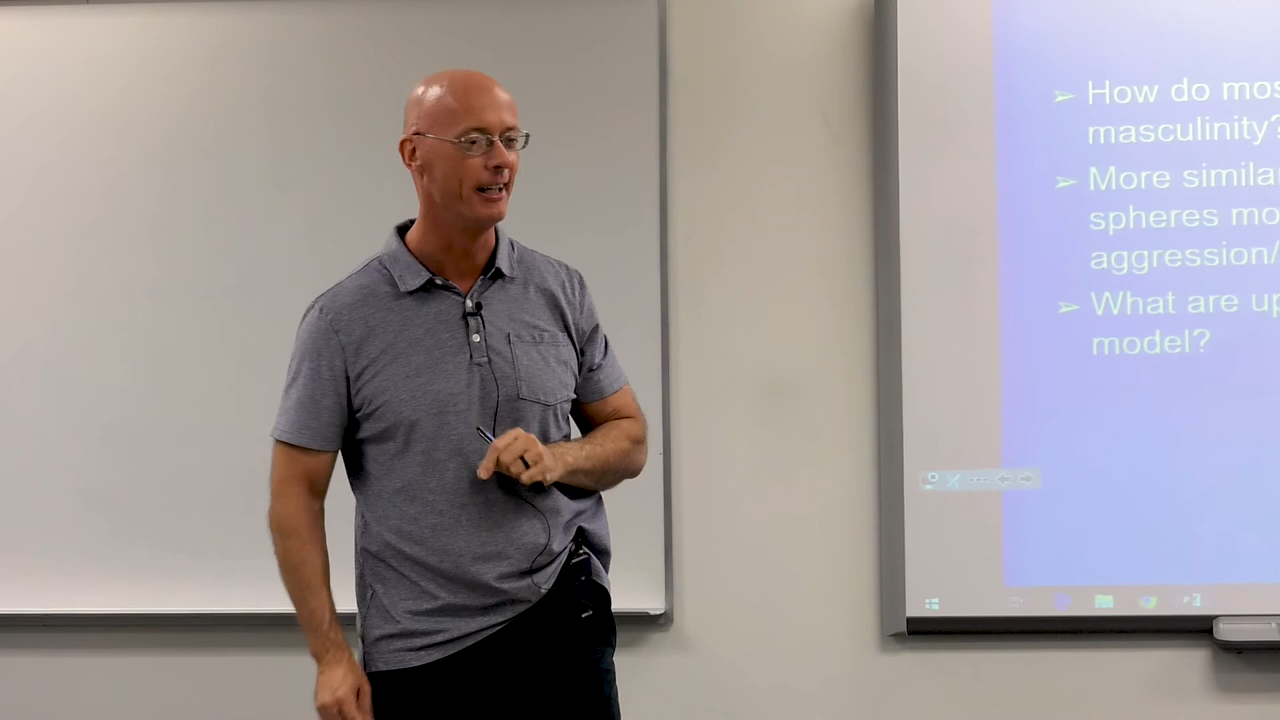 How do mos
masculinity?
More simila
spheres mo
aggression/
What are up
model?